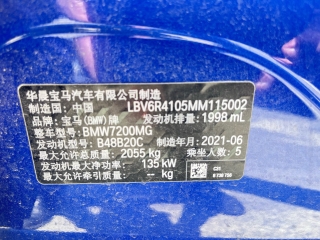 华晨宝马汽车有限公司制造
制造国：中国 LBV6R4105MM115002
品牌：宝马(BMW)牌 发动机排量：1998 mL
整车型号：BMW7200MG
发动机型号：B48B20C 制造年月：2021-06
最大允许总质量：2055 kg 乘坐人数：5
发动机最大净功率：135 kW
最大允许牵引质量：-- kg
C31